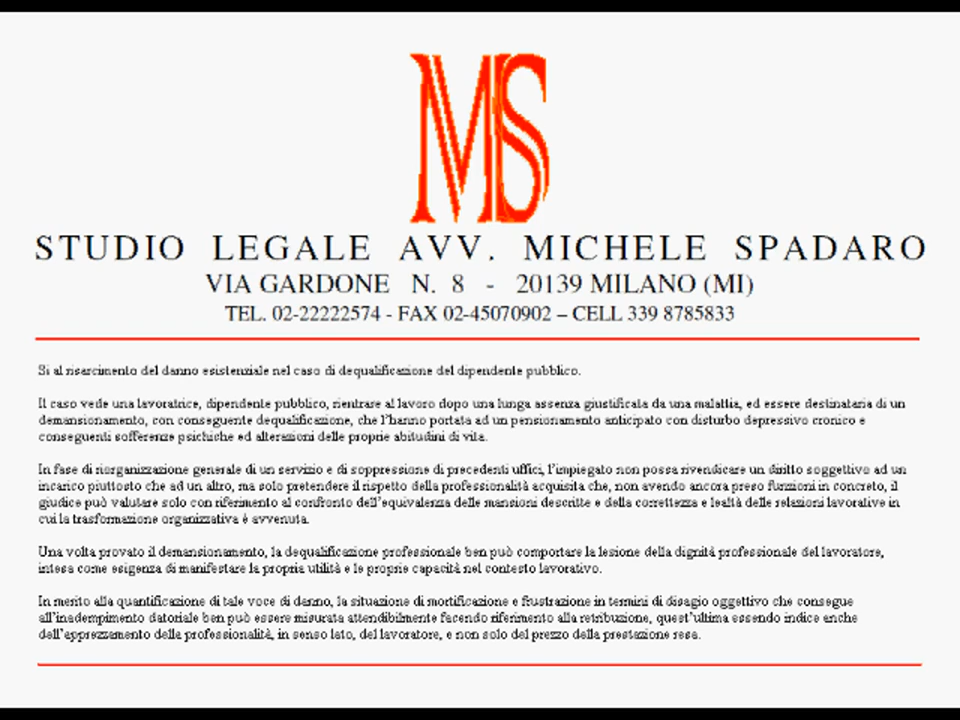 MS
STUDIO LEGALE AVV. MICHELE SPADARO
VIA GARDONE N. 8 - 20139 MILANO (MI)
TEL. 02-22222574 - FAX 02-45070902 – CELL 339 8785833
Si al risarcimento del danno esistenziale nel caso di dequalificazione del dipendente pubblico.
Il caso vede una lavoratrice, dipendente pubblico, rientrare al lavoro dopo una lunga assenza giustificata da una malattia, ed essere destinataria di un
demansionamento, con conseguente dequalificazione, che l'hanno portata ad un pensionamento anticipato con disturbo depressivo cronico e
conseguenti sofferenze psichiche ed alterazioni delle proprie abitudini di vita.
In fase di riorganizzazione generale di un servizio e di soppressione di precedenti uffici, l'impiegato non possa rivendicare un diritto soggettivo ad un
incarico piuttosto che ad un altro, ma solo pretendere il rispetto della professionalità acquisita che, non avendo ancora preso funzioni in concreto, il
giudice può valutare solo con riferimento al confronto dell'equivalenza delle mansioni descritte e della correttezza e lealtà delle relazioni lavorative in
cui la trasformazione organizzativa è avvenuta.
Una volta provato il demansionamento, la dequalificazione professionale ben può comportare la lesione della dignità professionale del lavoratore,
intesa come esigenza di manifestare la propria utilità e le proprie capacità nel contesto lavorativo.
In merito alla quantificazione di tale voce di danno, la situazione di mortificazione e frustrazione in termini di disagio oggettivo che consegue
all'inadempimento datoriale ben può essere misurata attendibilmente facendo riferimento alla retribuzione, quest'ultima essendo indice anche
dell'apprezzamento della professionalità, in senso lato, del lavoratore, e non solo del prezzo della prestazione resa.